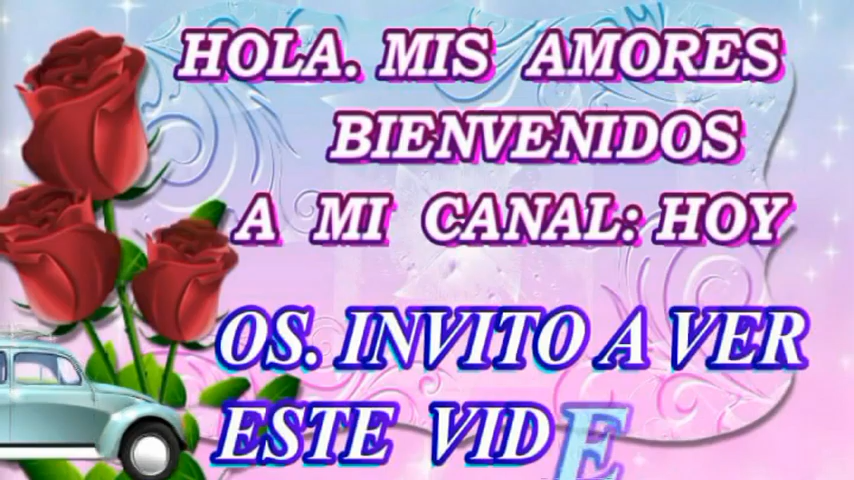 HOLA. MIS AMORES
BIENVENIDOS
A MI CANAL: HOY
OS. INVITO A VER
ESTE VIDE